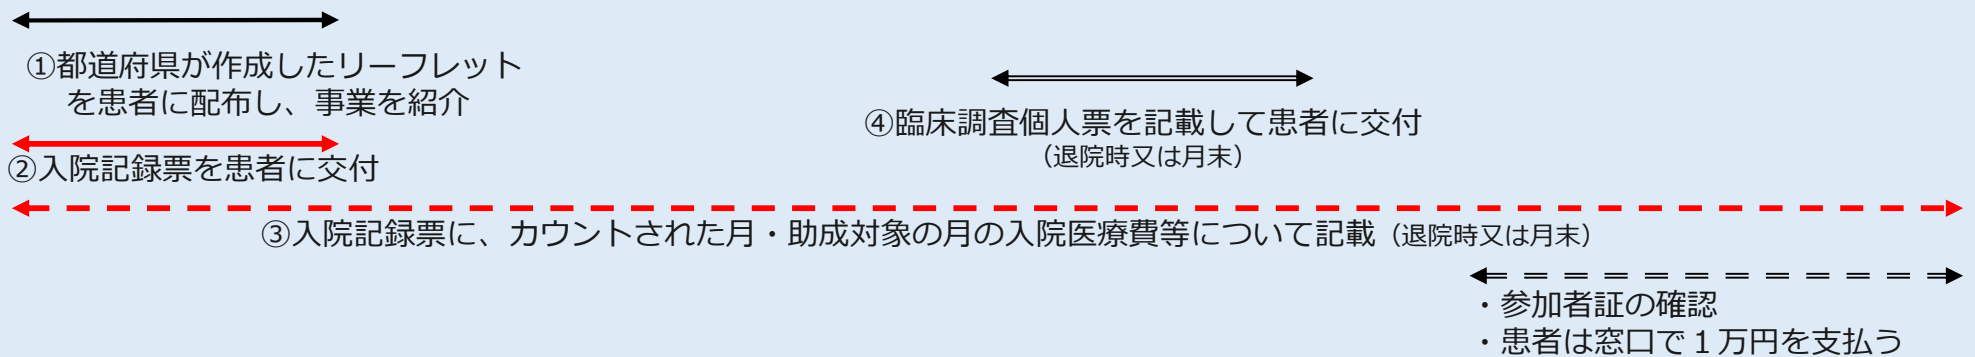 ①都道府県が作成したリーフレット
を患者に配布し、事業を紹介
②入院記録票を患者に交付
④臨床調査個人票を記載して患者に交付
（退院時又は月末）
③入院記録票に、カウントされた月・助成対象の月の入院医療費等について記載（退院時又は月末）
・参加者証の確認
・患者は窓口で１万円を支払う